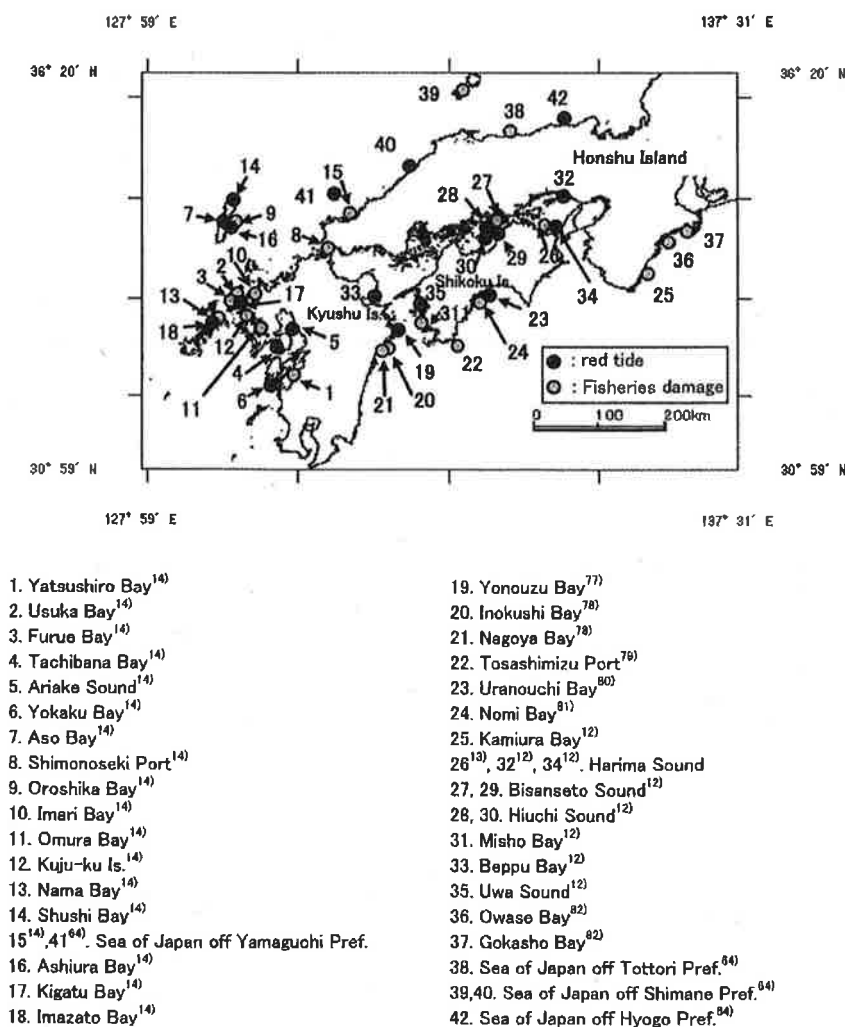 127° 59′ E
137° 31′ E
36° 20′ N
36° 20′ N
39
38
42
40
14
15
41
Honshu Island
28
27
32
7
9
8
16
10
2
3
30
29
26
37
36
33
Shikoku Is.
34
25
13
17
Kyushu Is.
35
18
31
23
12
5
24
4
19
22
11
6
1
21
20
: red tide
: Fisheries damage
0 100 200km
30° 59′ N
30° 59′ N
127° 59′ E
137° 31′ E
1. Yatsushiro Bay14)
2. Usuka Bay14)
3. Furue Bay14)
4. Tachibana Bay14)
5. Ariake Sound14)
6. Yokaku Bay14)
7. Aso Bay14)
8. Shimonoseki Port14)
9. Oroshika Bay14)
10. Imari Bay14)
11. Omura Bay14)
12. Kuju-ku Is.14)
13. Nama Bay14)
14. Shushi Bay14)
1514),4164). Sea of Japan off Yamaguchi Pref.
16. Ashiura Bay14)
17. Kigatu Bay14)
18. Imazato Bay14)
19. Yonouzu Bay77)
20. Inokushi Bay78)
21. Nagoya Bay78)
22. Tosashimizu Port79)
23. Uranouchi Bay80)
24. Nomi Bay81)
25. Kamiura Bay12)
2613), 3212), 3412). Harima Sound
27, 29. Bisanseto Sound12)
28, 30. Hiuchi Sound12)
31. Misho Bay12)
33. Beppu Bay12)
35. Uwa Sound12)
36. Owase Bay82)
37. Gokasho Bay82)
38. Sea of Japan off Tottori Pref.64)
39,40. Sea of Japan off Shimane Pref.64)
42. Sea of Japan off Hyogo Pref.64)